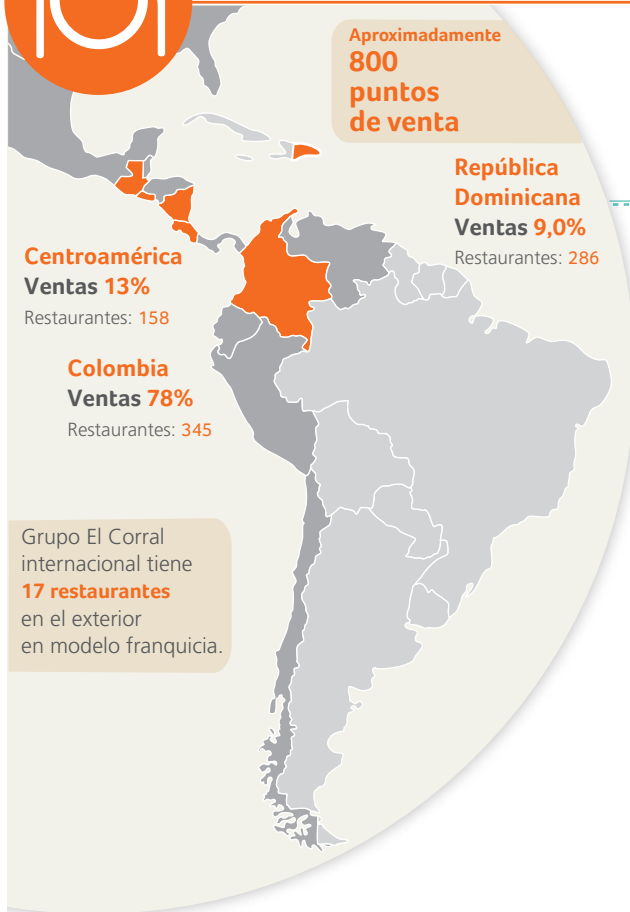 Aproximadamente
800
puntos
de venta
República
Dominicana
Ventas 9,0%
Restaurantes: 286
Centroamérica
Ventas 13%
Restaurantes: 158
Colombia
Ventas 78%
Restaurantes: 345
Grupo El Corral
internacional tiene
17 restaurantes
en el exterior
en modelo franquicia.